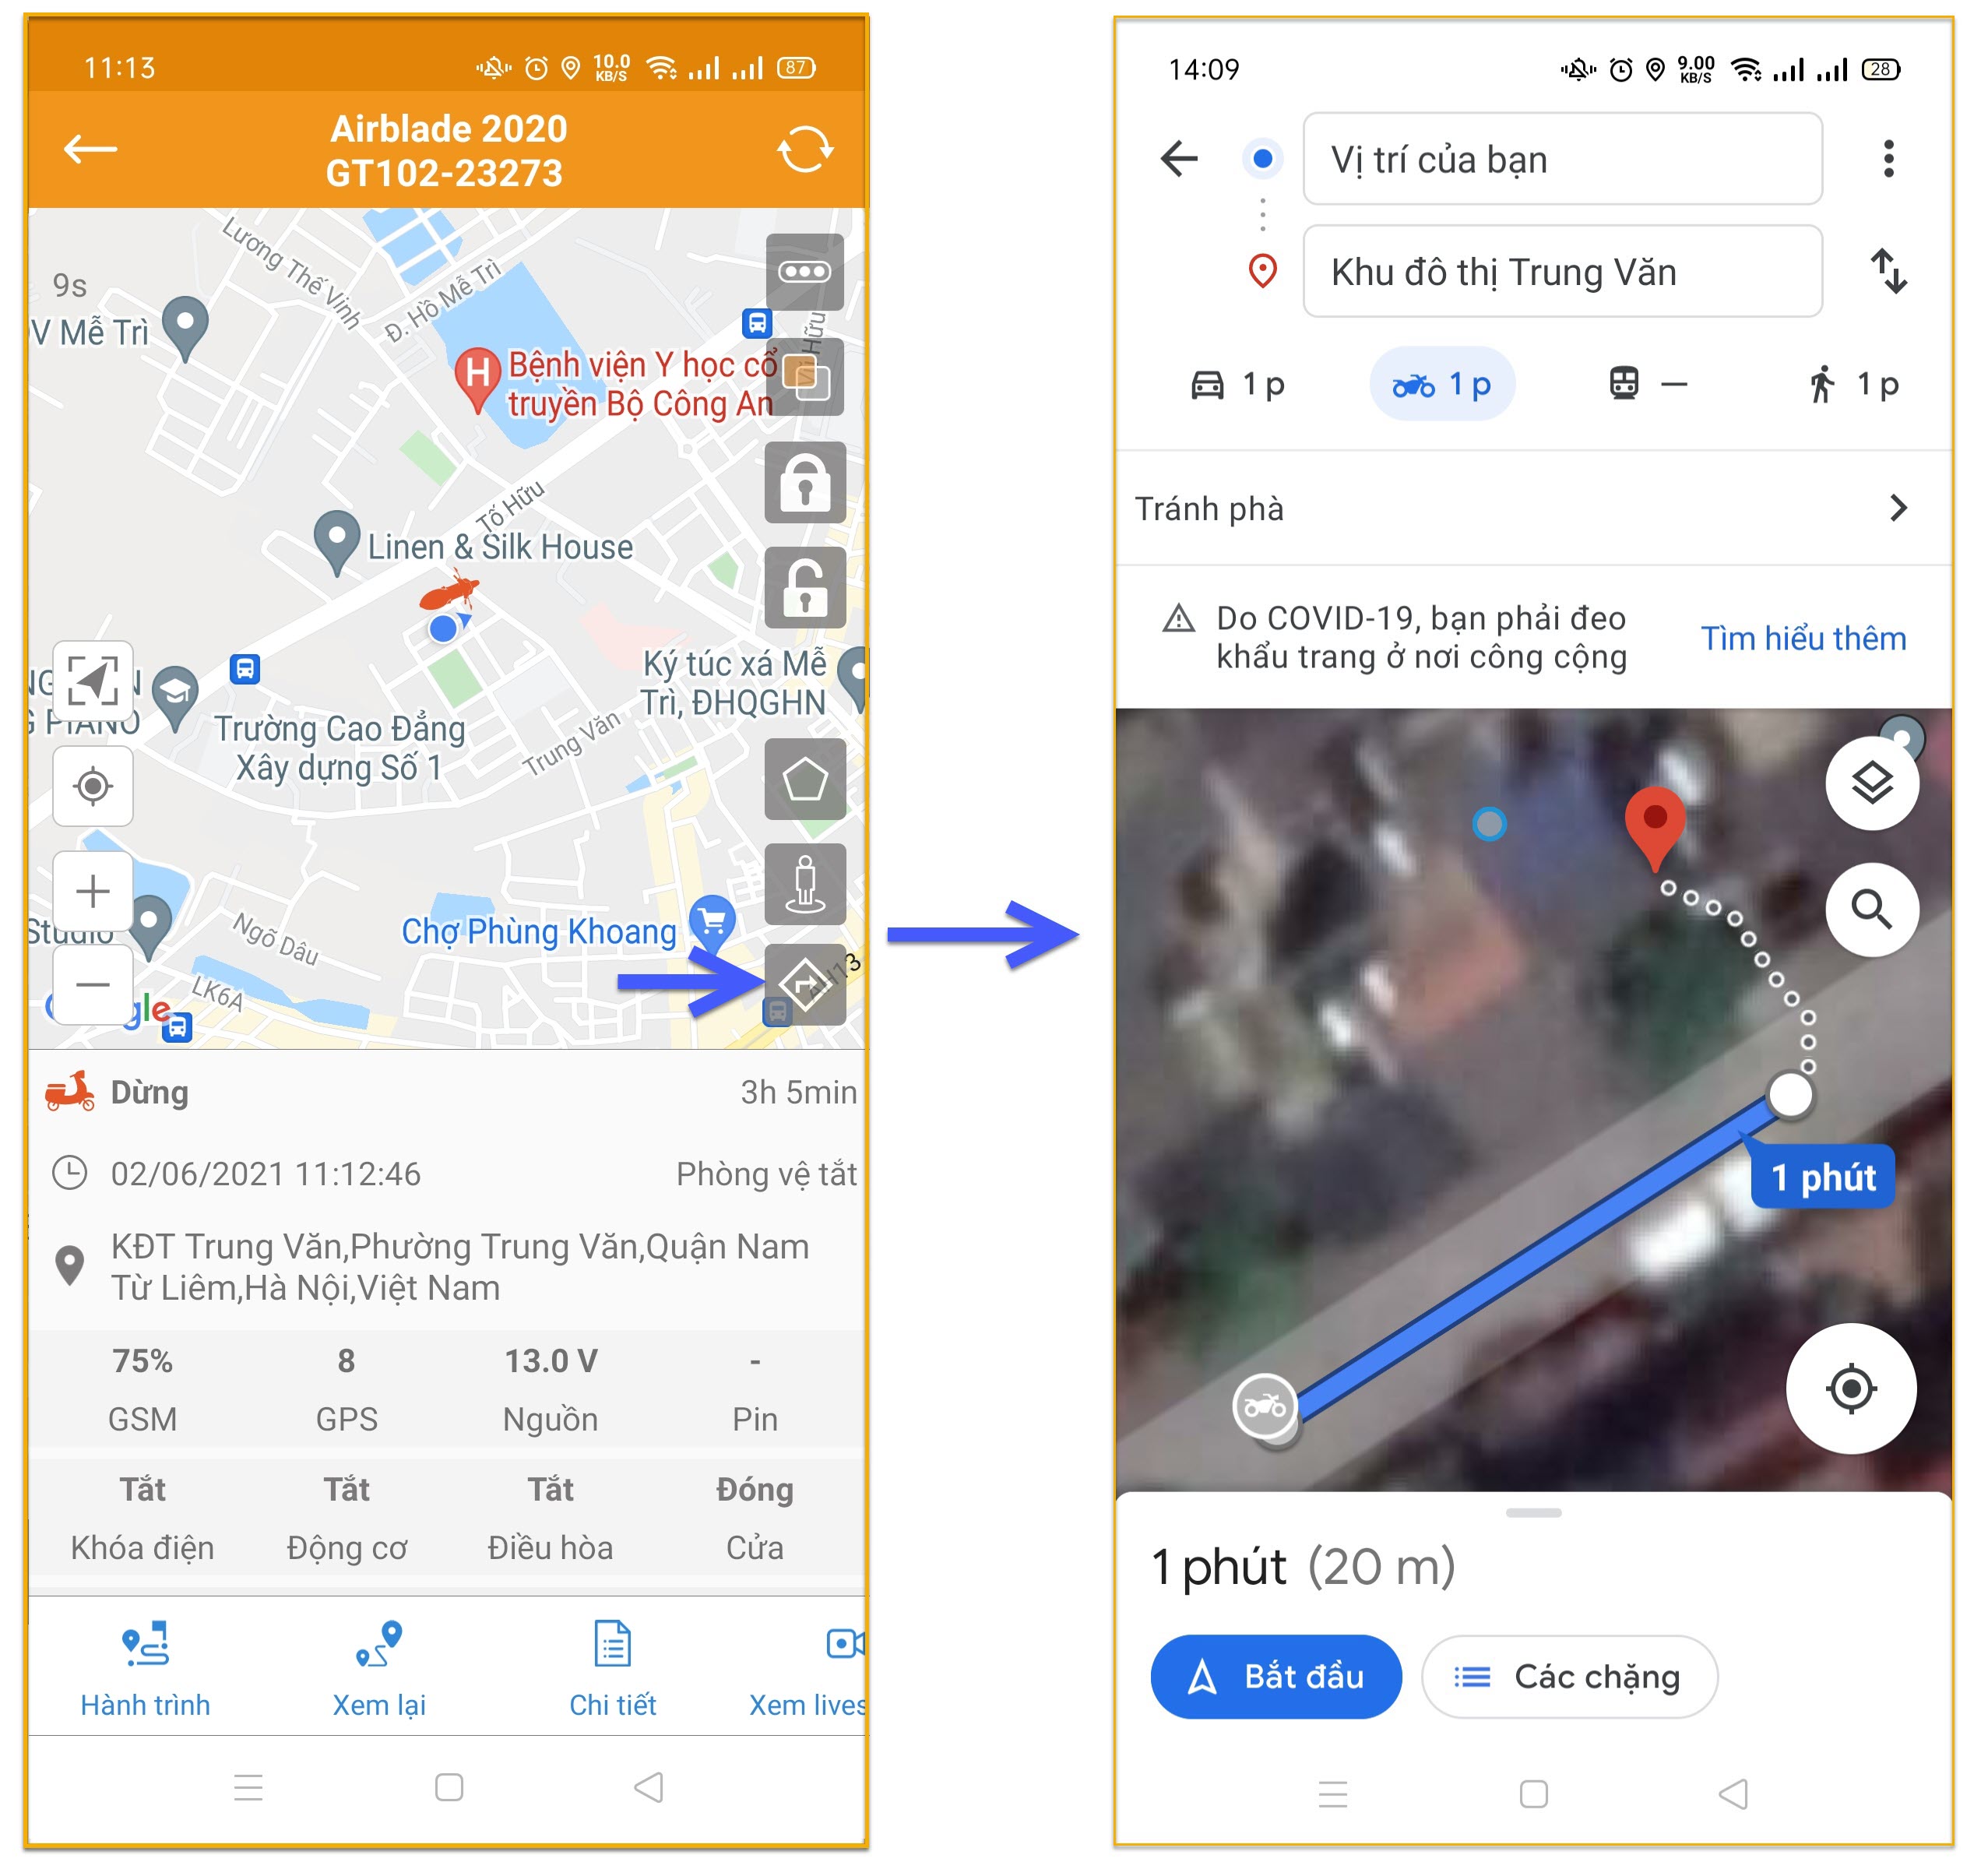 11:13
10.0
KB/S
87
Airblade 2020
GT102-23273
9s
Lương Thế Vinh
Đ. Hồ Mễ Trì
V Mễ Trì
Hữu
H
Bệnh viện Y học cổ
truyền Bộ Công An
Tố Hữu
Linen & Silk House
Ký túc xá Mễ
Trì, ĐHQGHN
G PIANO
Trường Cao Đẳng
Xây dựng Số 1
Trung Văn
Studio
Ngõ Dâu
Chợ Phùng Khoang
LK6A
AH13
gle
Dừng
3h 5min
02/06/2021 11:12:46
Phòng vệ tắt
KĐT Trung Văn,Phường Trung Văn,Quận Nam
Từ Liêm,Hà Nội,Việt Nam
75%
8
13.0 V
-
GSM
GPS
Nguồn
Pin
Tắt
Tắt
Tắt
Đóng
Khóa điện
Động cơ
Điều hòa
Cửa
Hành trình
Xem lại
Chi tiết
Xem lives
14:09
9.00
KB/S
28
Vị trí của bạn
Khu đô thị Trung Văn
1 p
1 p
—
1 p
Tránh phà
Do COVID-19, bạn phải đeo
khẩu trang ở nơi công cộng
Tìm hiểu thêm
1 phút
1 phút (20 m)
Bắt đầu
Các chặng